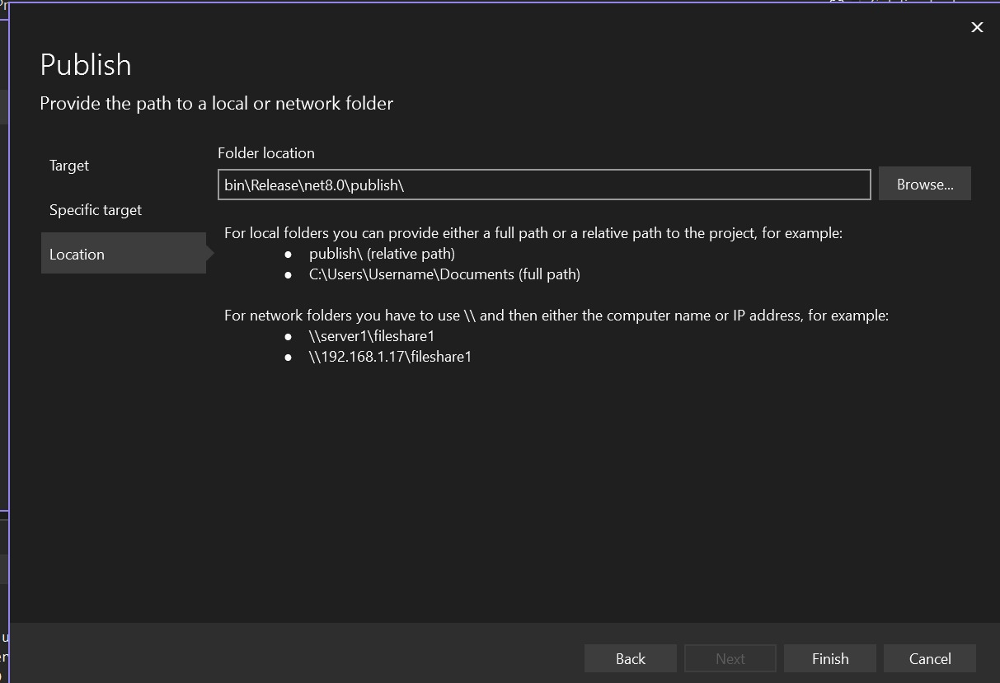 Publish
Provide the path to a local or network folder
Target
Specific target
Location
Folder location
bin\Release\net8.0\publish\
Browse...
For local folders you can provide either a full path or a relative path to the project, for example:
● publish\ (relative path)
● C:\Users\Username\Documents (full path)
For network folders you have to use \\ and then either the computer name or IP address, for example:
● \\server1\fileshare1
● \\192.168.1.17\fileshare1
Back
Next
Finish
Cancel